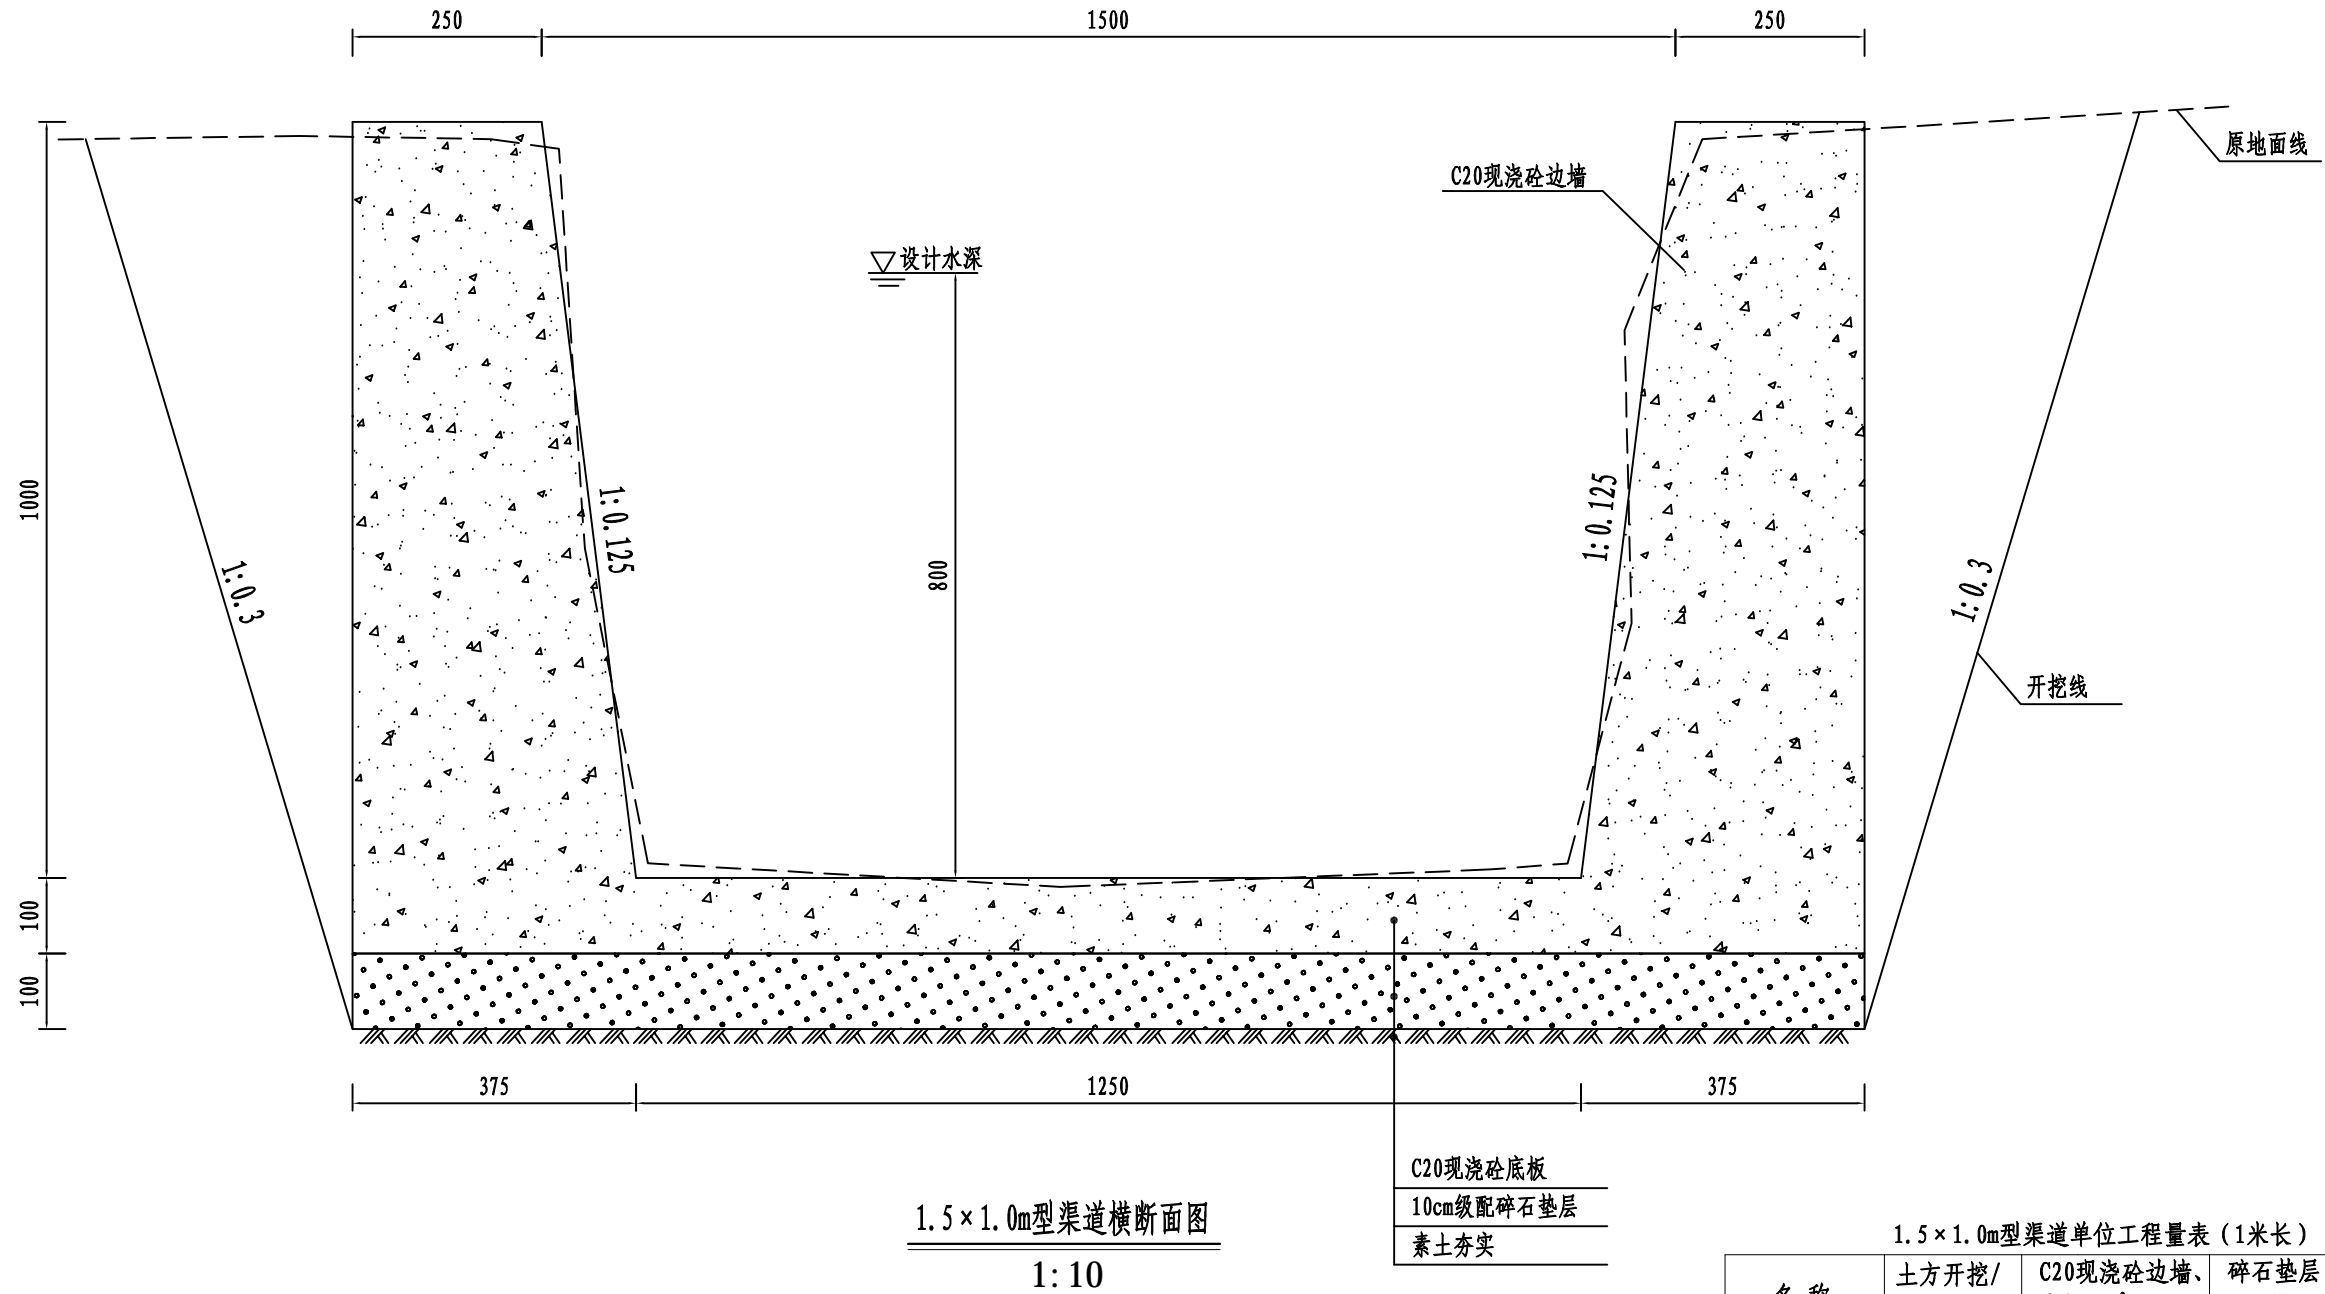 250
1500
250
原地面线
C20现浇砼边墙
设计水深
1000
1:0.125
1:0.125
800
1:0.3
1:0.3
开挖线
100
100
375
1250
375
C20现浇砼底板
10cm级配碎石垫层
素土夯实
1.5×1.0m型渠道横断面图
1:10
1.5×1.0m型渠道单位工程量表（1米长）
名 称
土方开挖/
C20现浇砼边墙、
碎石垫层